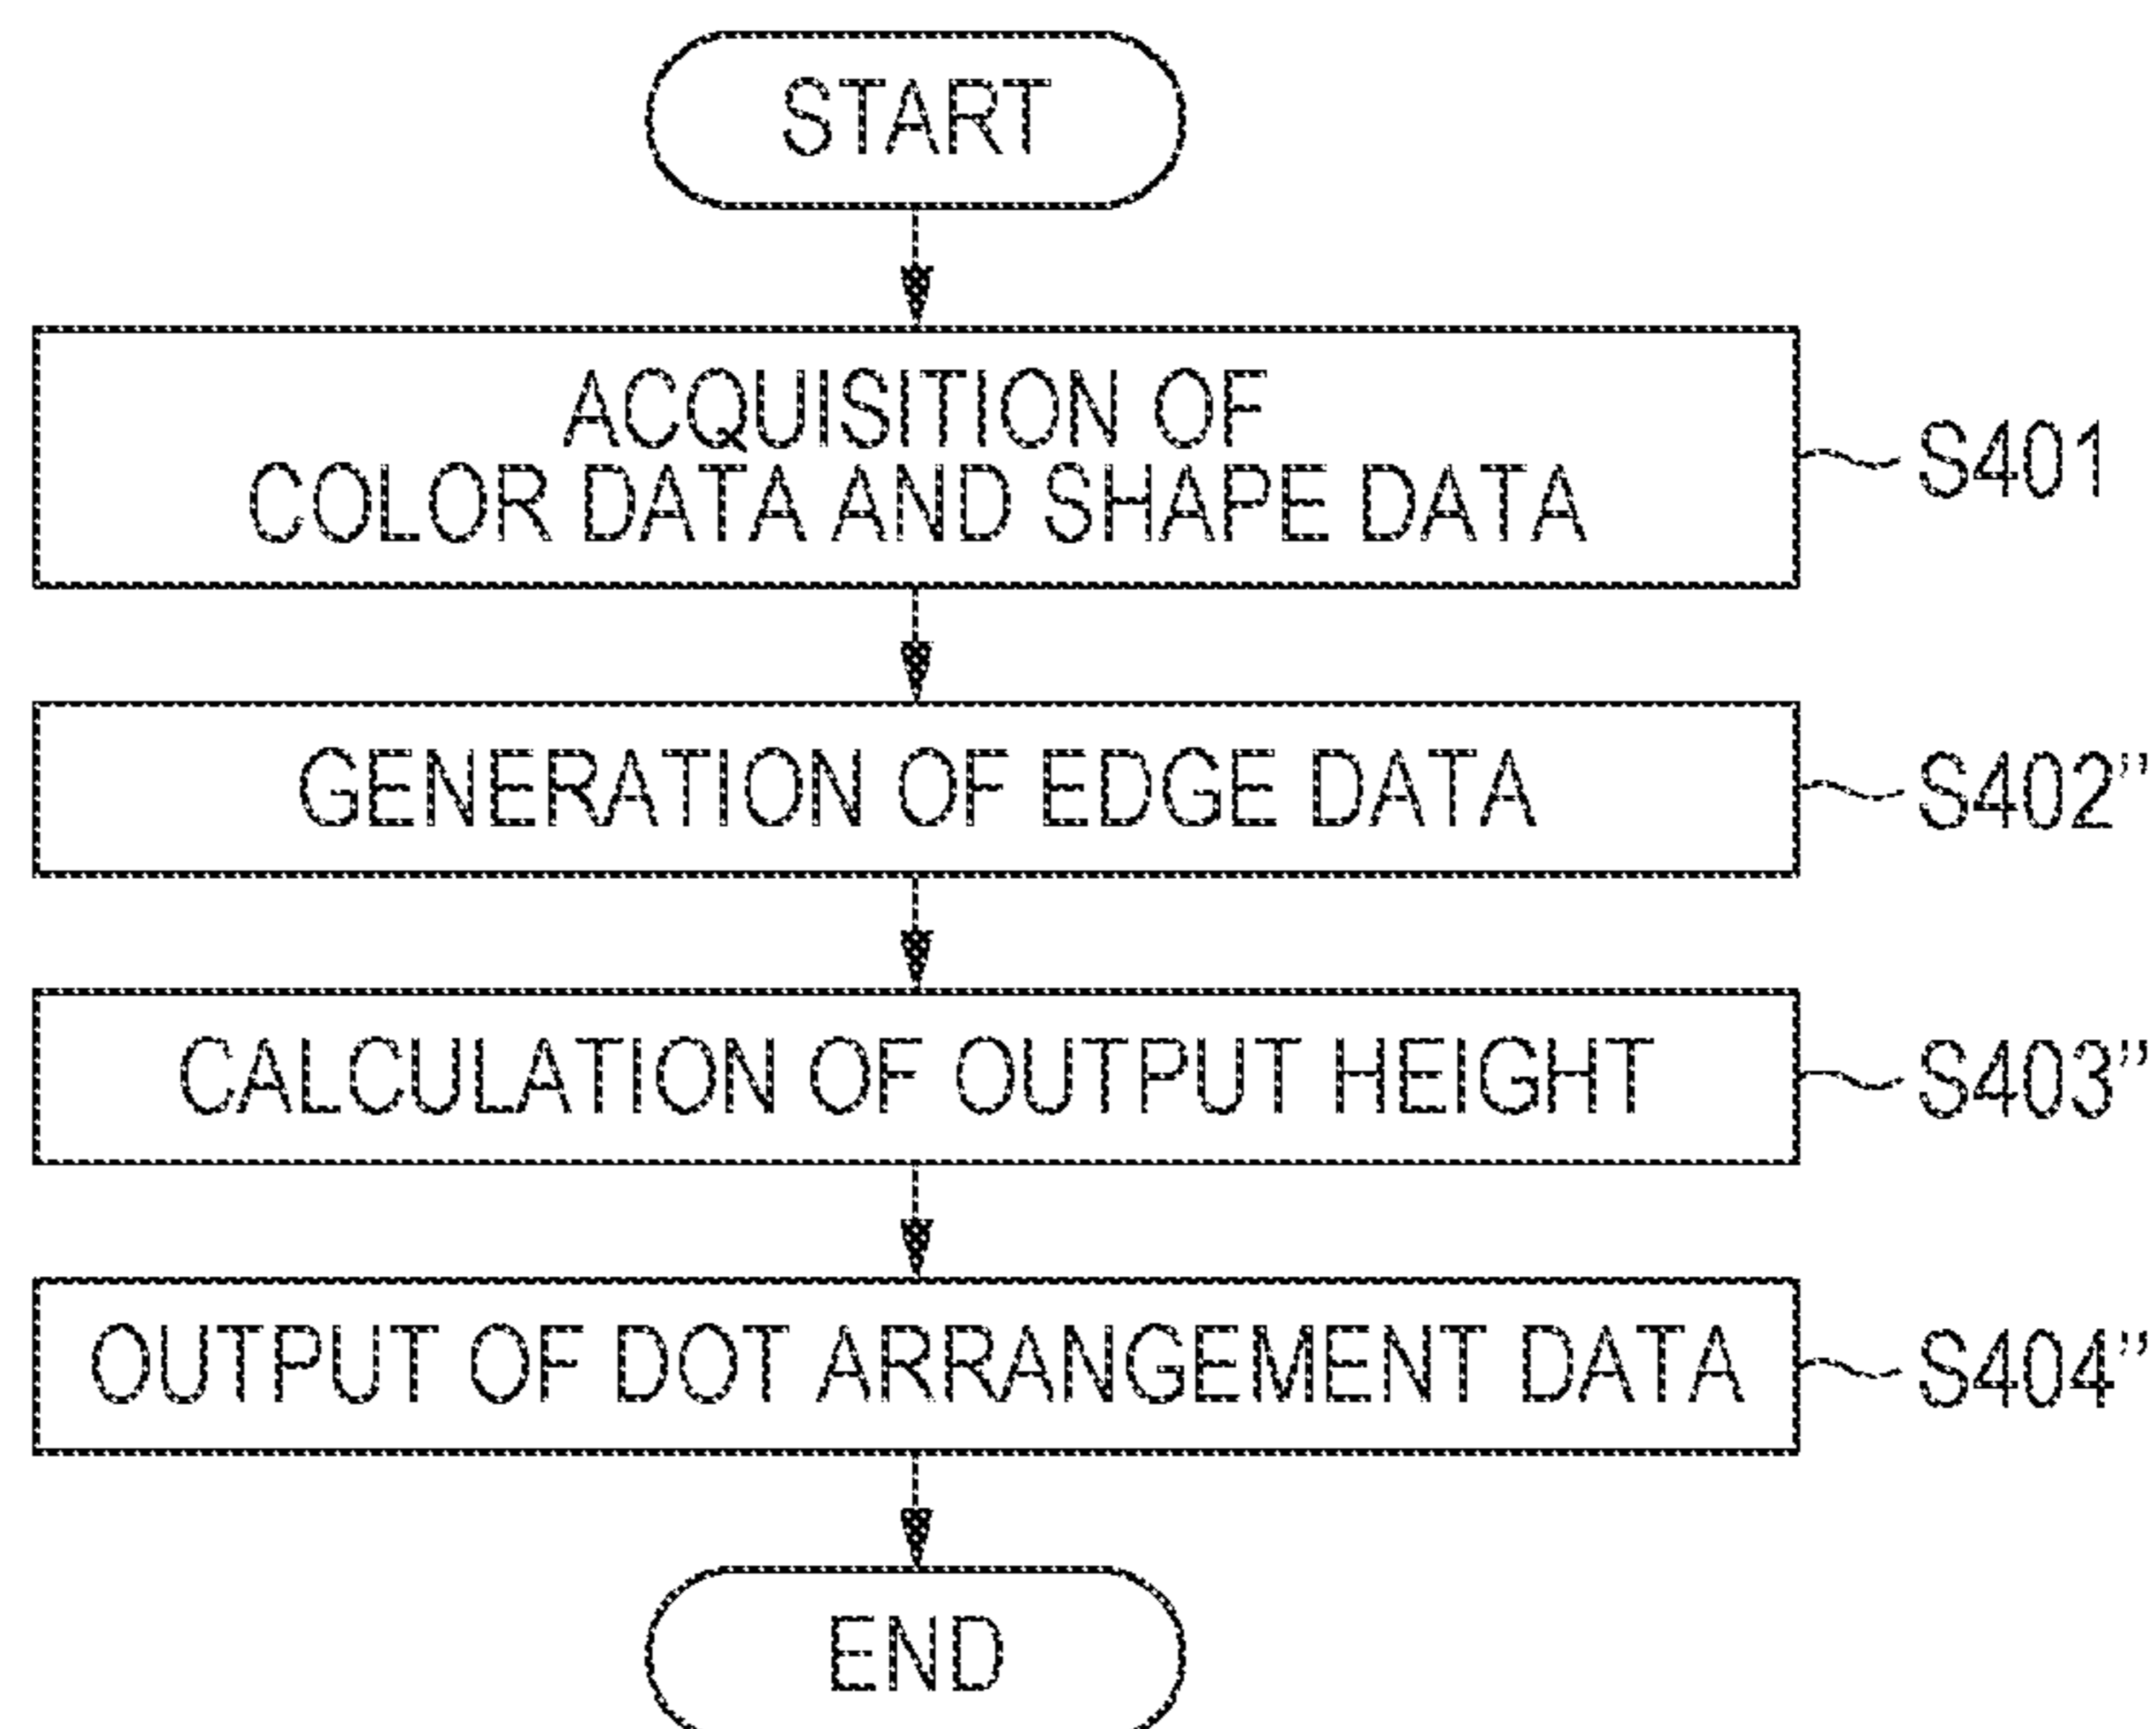 START
ACQUISITION OF
COLOR DATA AND SHAPE DATA
S401
GENERATION OF EDGE DATA
S402”
CALCULATION OF OUTPUT HEIGHT
S403”
OUTPUT OF DOT ARRANGEMENT DATA
S404”
END